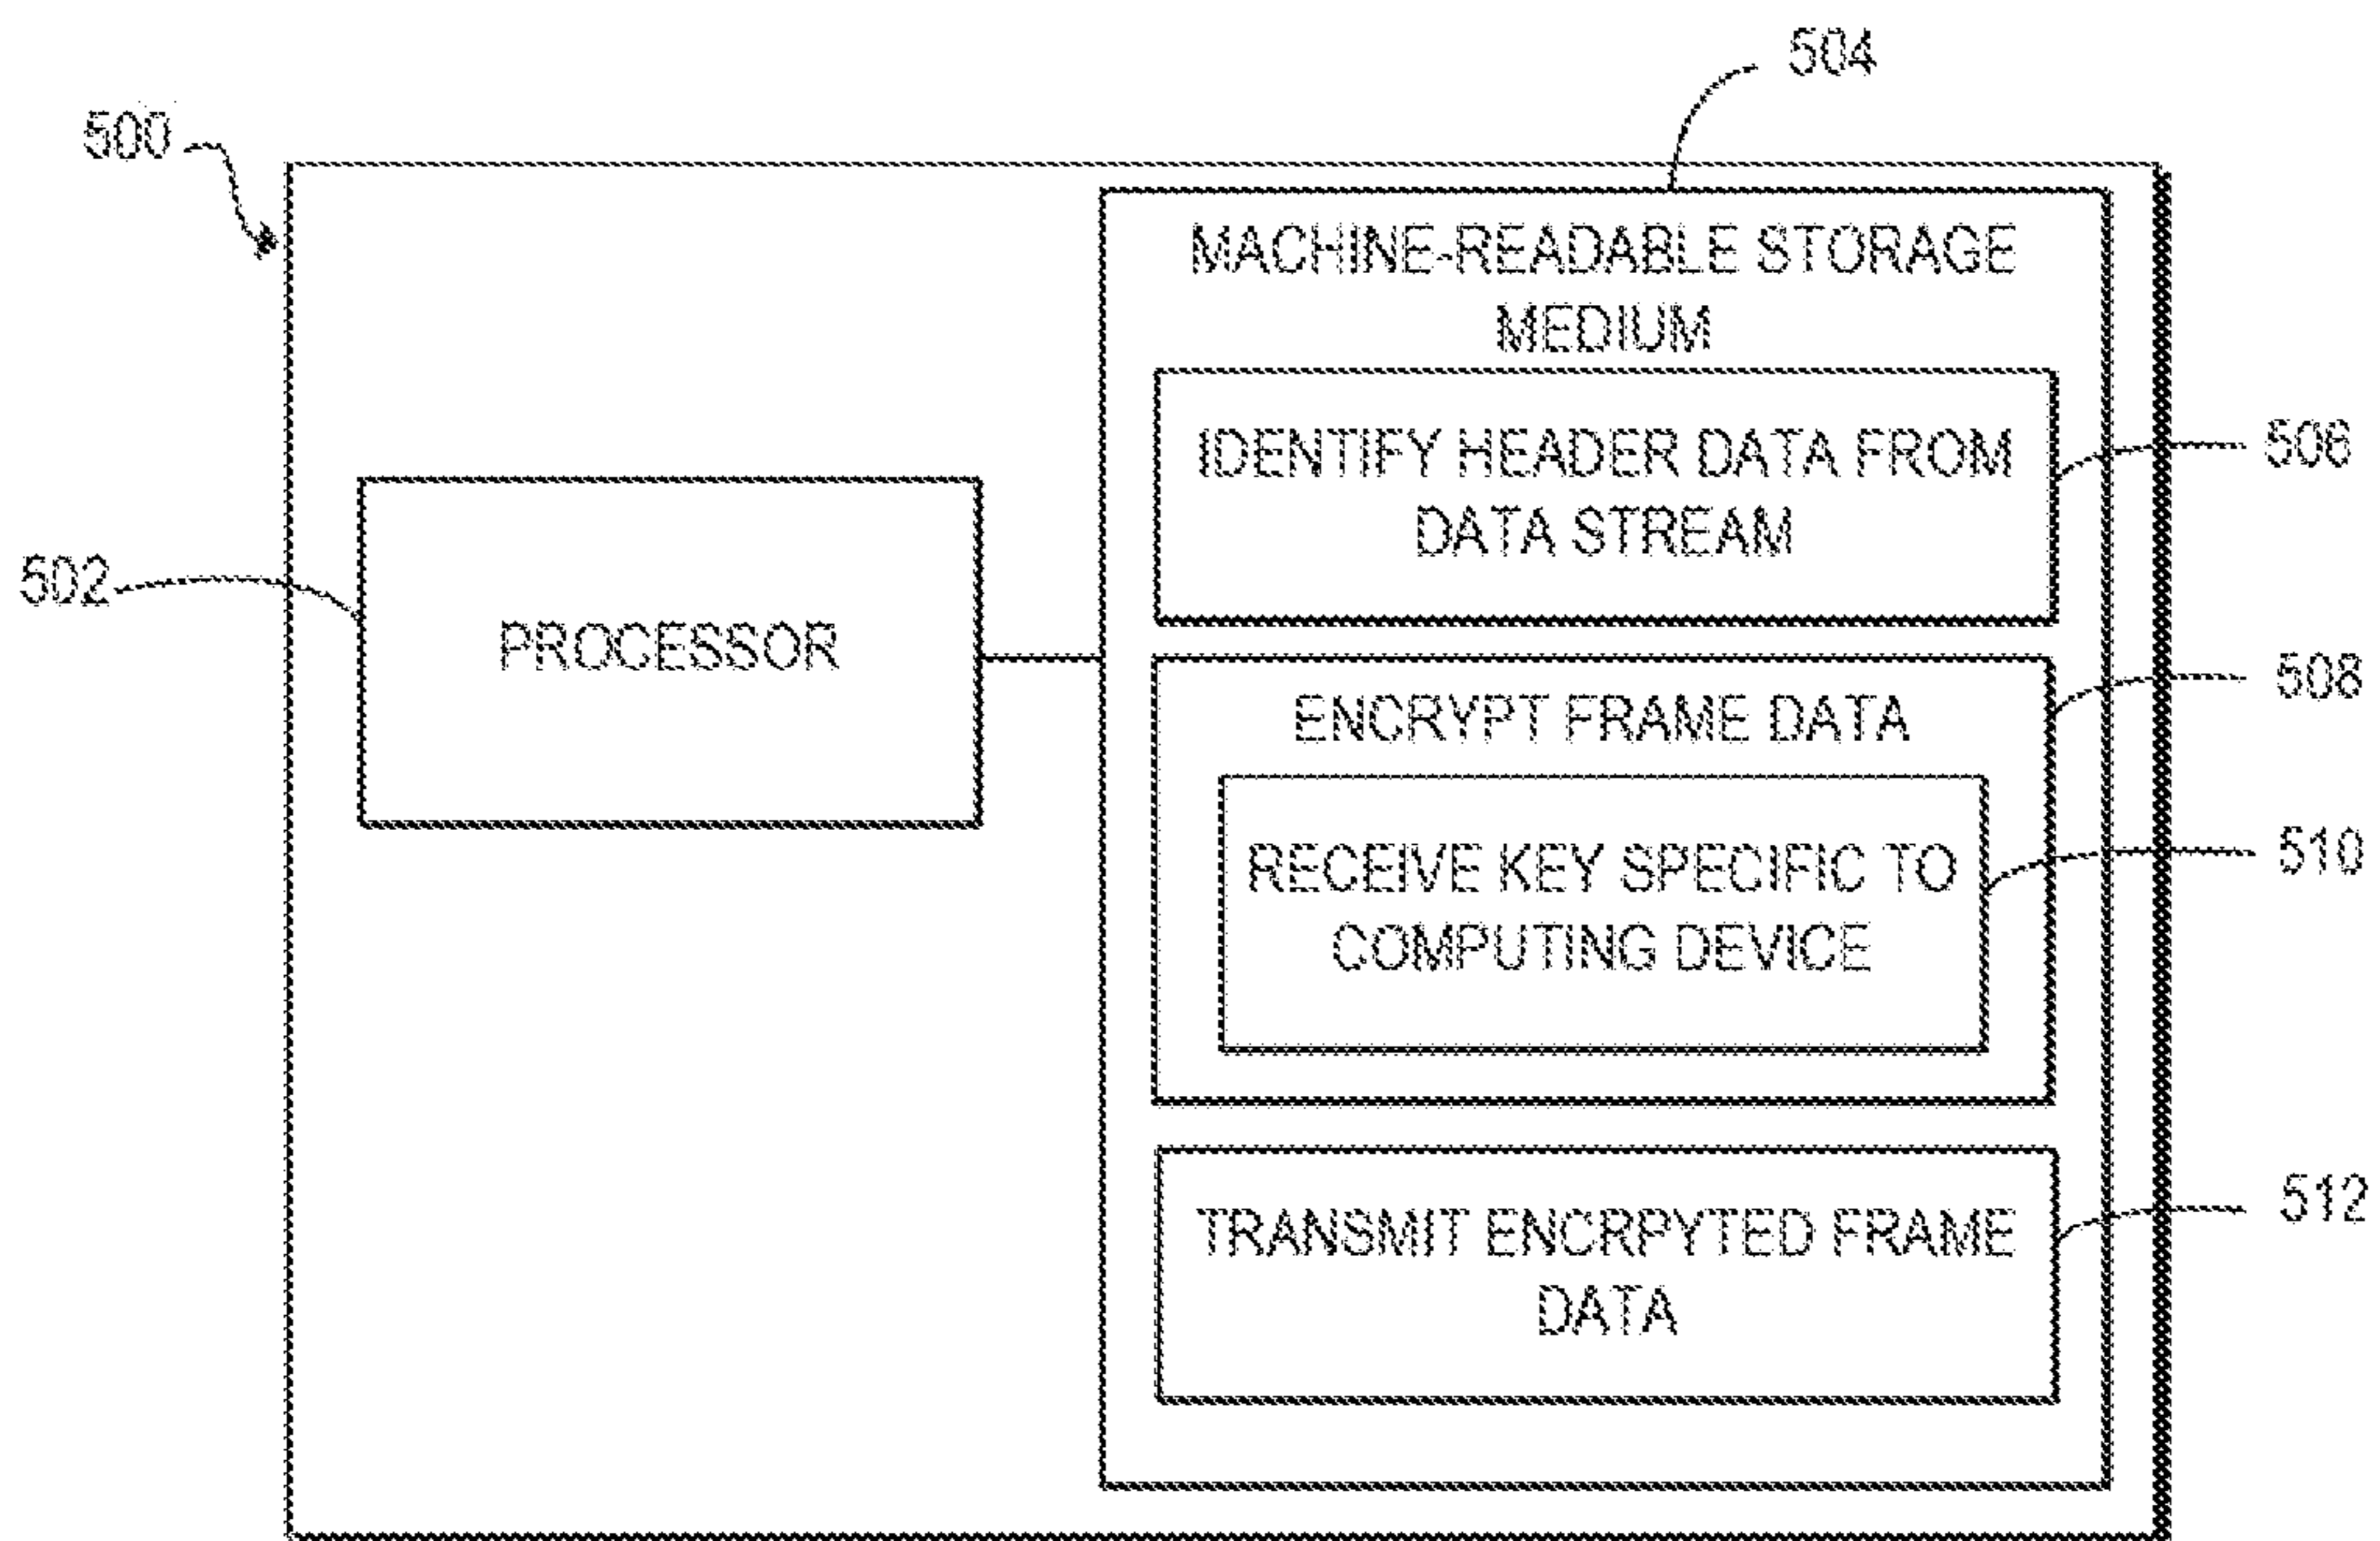 504
500
MACHINE-READABLE STORAGE
MEDIUM
IDENTIFY HEADER DATA FROM
DATA STREAM
506
502
PROCESSOR
508
ENCRYPT FRAME DATA
RECEIVE KEY SPECIFIC TO
COMPUTING DEVICE
510
TRANSMIT ENCRPYTED FRAME
DATA
512